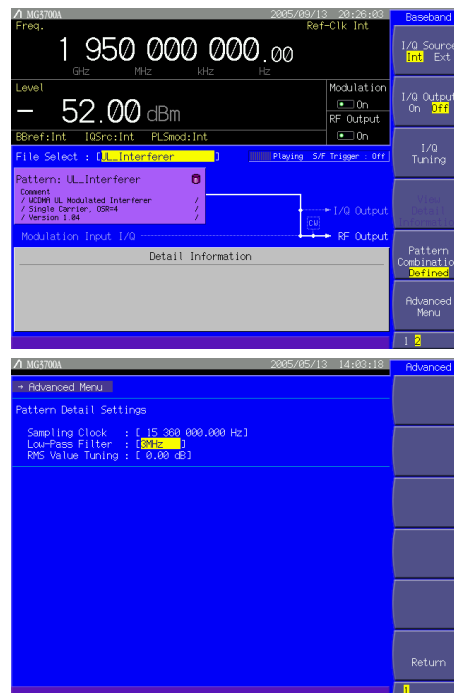 MG3700A 2005/09/13 20:26:03
Freq. Ref-Clk Int
1 950 000 000.00
GHz MHz kHz Hz
Level
- 52.00 dBm
Modulation
On
RF Output
On
BBref:Int IQSrc:Int PLSmod:Int
File Select : [UL_Interferer ] Playing S/F Trigger : Off
Pattern: UL_Interferer
Comment
/ WCDMA UL Modulated Interferer /
/ Single Carrier, OSR=4 /
/ Version 1.04 /
I/Q Output
CW
Modulation Input I/Q RF Output
Detail Information
Baseband
I/Q Source
Int Ext
I/Q Output
On Off
I/Q
Tuning
View
Detail
Informatio
Pattern
Combinatio
Defined
Advanced
Menu
1 2
MG3700A 2005/05/13 14:03:18
→ Advanced Menu
Pattern Detail Settings
Sampling Clock : [ 15 360 000.000 Hz]
Low-Pass Filter : [3MHz ]
RMS Value Tuning : [ 0.00 dB]
Advanced
Return
1